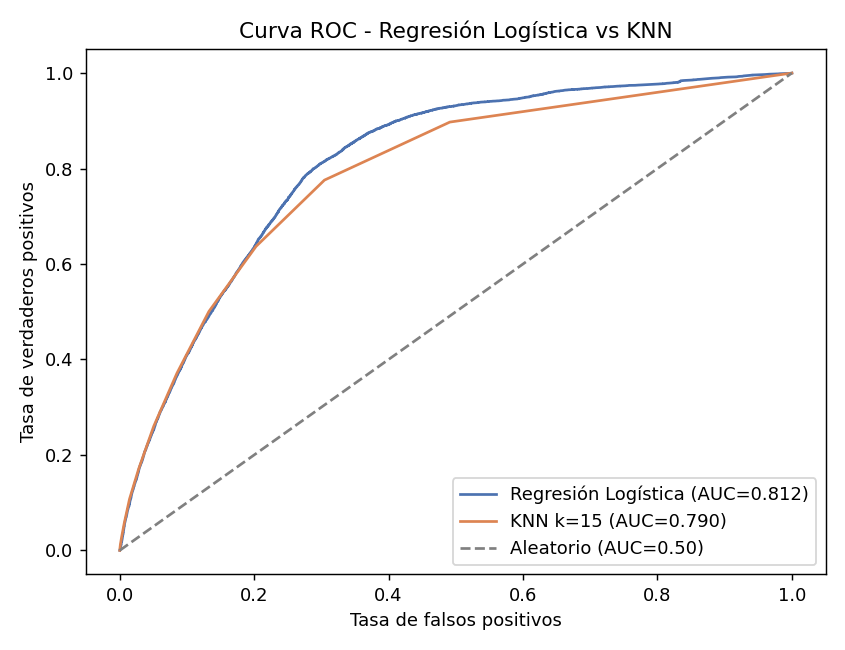 Curva ROC - Regresión Logística vs KNN
Tasa de verdaderos positivos
1.0
0.8
0.6
0.4
0.2
0.0
0.0 0.2 0.4 0.6 0.8 1.0
Tasa de falsos positivos
Regresión Logística (AUC=0.812)
KNN k=15 (AUC=0.790)
Aleatorio (AUC=0.50)